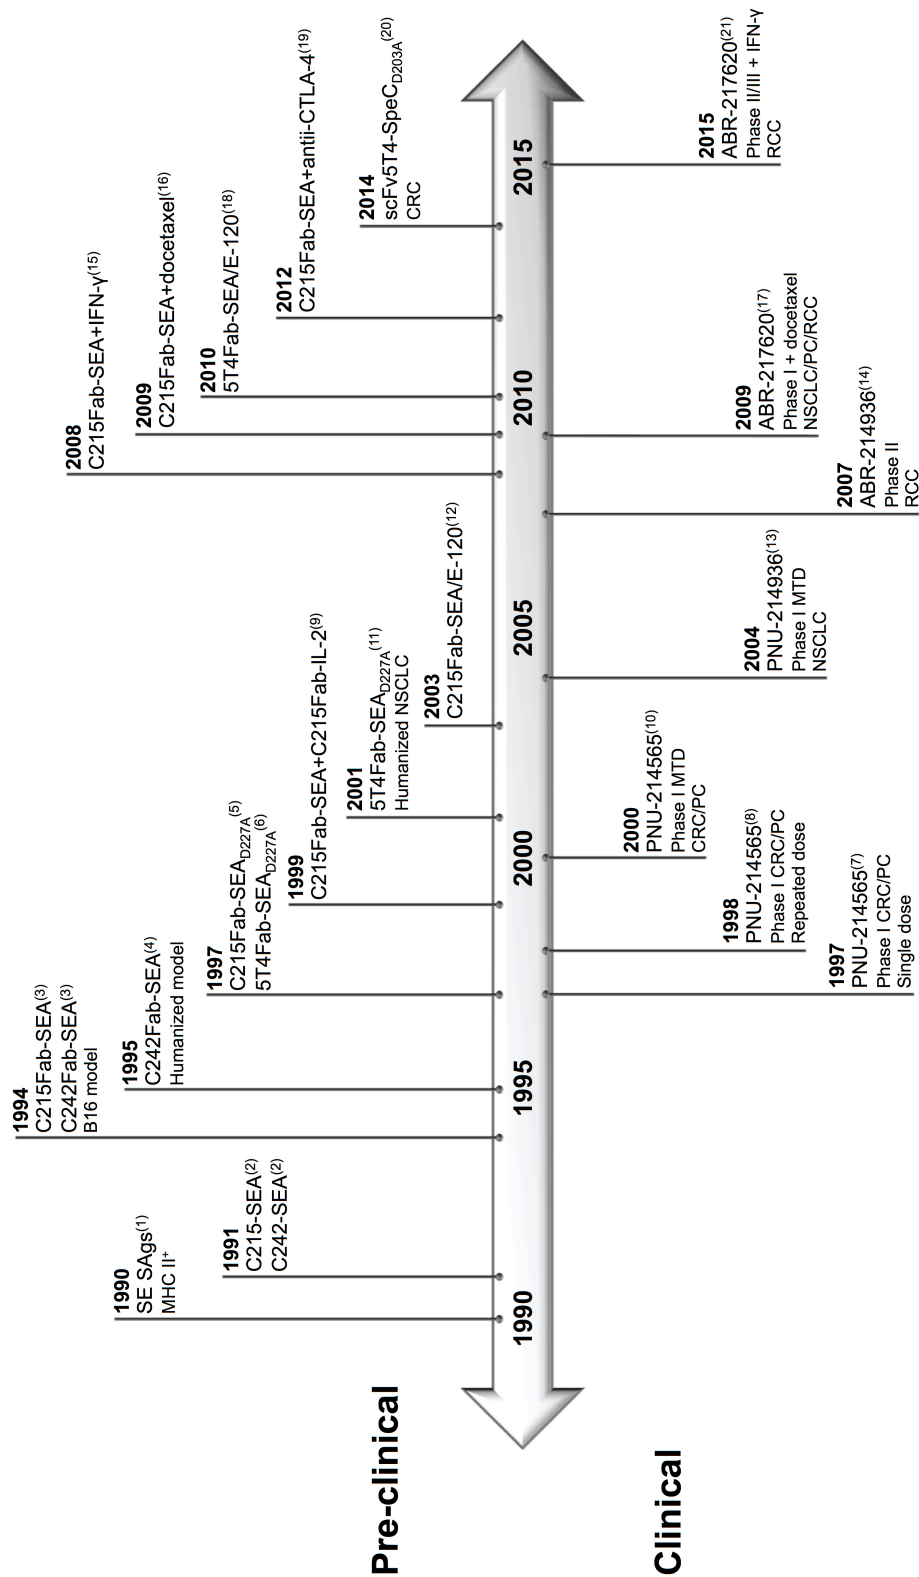 Pre-clinical
1990
SE SAgs(1)
MHC II+
1991
C215-SEA(2)
C242-SEA(2)
1994
C215Fab-SEA(3)
C242Fab-SEA(3)
B16 model
1995
C242Fab-SEA(4)
Humanized model
1997
C215Fab-SEAD227A(5)
5T4Fab-SEAD227A(6)
1999
C215Fab-SEA+C215Fab-IL-2(9)
2001
5T4Fab-SEAD227A(11)
Humanized NSCLC
2003
C215Fab-SEA/E-120(12)
2008
C215Fab-SEA+IFN-γ(15)
2009
C215Fab-SEA+docetaxel(16)
2010
5T4Fab-SEA/E-120(18)
2012
C215Fab-SEA+antii-CTLA-4(19)
2014
scFv5T4-SpeCD203A(20)
CRC
1990 1995 2000 2005 2010 2015
Clinical
1997
PNU-214565(7)
Phase I CRC/PC
Single dose
1998
PNU-214565(8)
Phase I CRC/PC
Repeated dose
2000
PNU-214565(10)
Phase I MTD
CRC/PC
2004
PNU-214936(13)
Phase I MTD
NSCLC
2007
ABR-214936(14)
Phase II
RCC
2009
ABR-217620(17)
Phase I + docetaxel
NSCLC/PC/RCC
2015
ABR-217620(21)
Phase II/III + IFN-γ
RCC